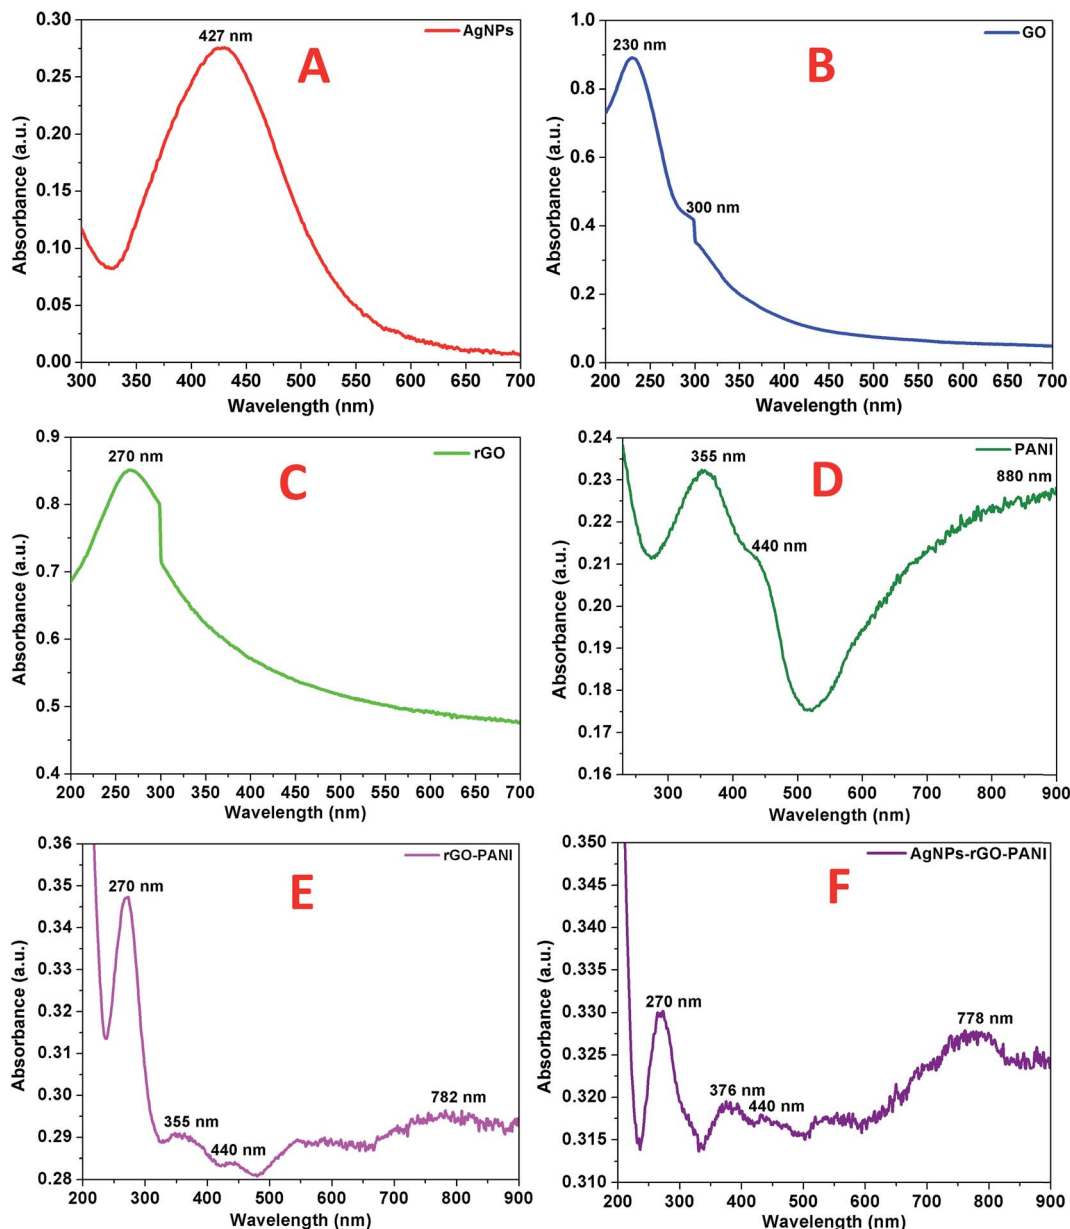 AgNPs
427 nm
A
Absorbance (a.u.)
0.30
0.25
0.20
0.15
0.10
0.05
0.00
300 350 400 450 500 550 600 650 700
Wavelength (nm)
GO
230 nm
B
300 nm
Absorbance (a.u.)
1.0
0.8
0.6
0.4
0.2
0.0
200 250 300 350 400 450 500 550 600 650 700
Wavelength (nm)
rGO
270 nm
C
Absorbance (a.u.)
0.9
0.8
0.7
0.6
0.5
0.4
200 250 300 350 400 450 500 550 600 650 700
Wavelength (nm)
PANI
355 nm
D
880 nm
440 nm
Absorbance (a.u.)
0.24
0.23
0.22
0.21
0.20
0.19
0.18
0.17
0.16
300 400 500 600 700 800 900
Wavelength (nm)
rGO-PANI
270 nm
E
355 nm
440 nm
782 nm
Absorbance (a.u.)
0.36
0.35
0.34
0.33
0.32
0.31
0.30
0.29
0.28
200 300 400 500 600 700 800 900
Wavelength (nm)
AgNPs-rGO-PANI
F
270 nm
778 nm
376 nm
440 nm
Absorbance (a.u.)
0.350
0.345
0.340
0.335
0.330
0.325
0.320
0.315
0.310
200 300 400 500 600 700 800 900
Wavelength (nm)